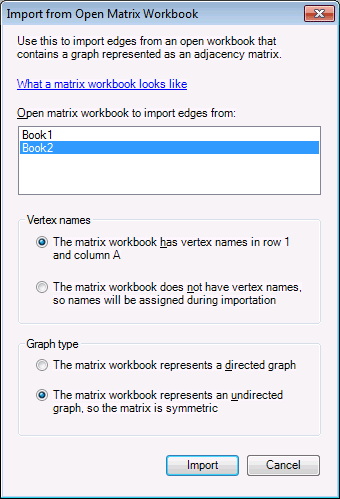 Import from Open Matrix Workbook
Use this to import edges from an open workbook that
contains a graph represented as an adjacency matrix.
What a matrix workbook looks like
Open matrix workbook to import edges from:
Book1
Book2
Vertex names
The matrix workbook has vertex names in row 1
and column A
The matrix workbook does not have vertex names,
so names will be assigned during importation
Graph type
The matrix workbook represents a directed graph
The matrix workbook represents an undirected
graph, so the matrix is symmetric
Import
Cancel